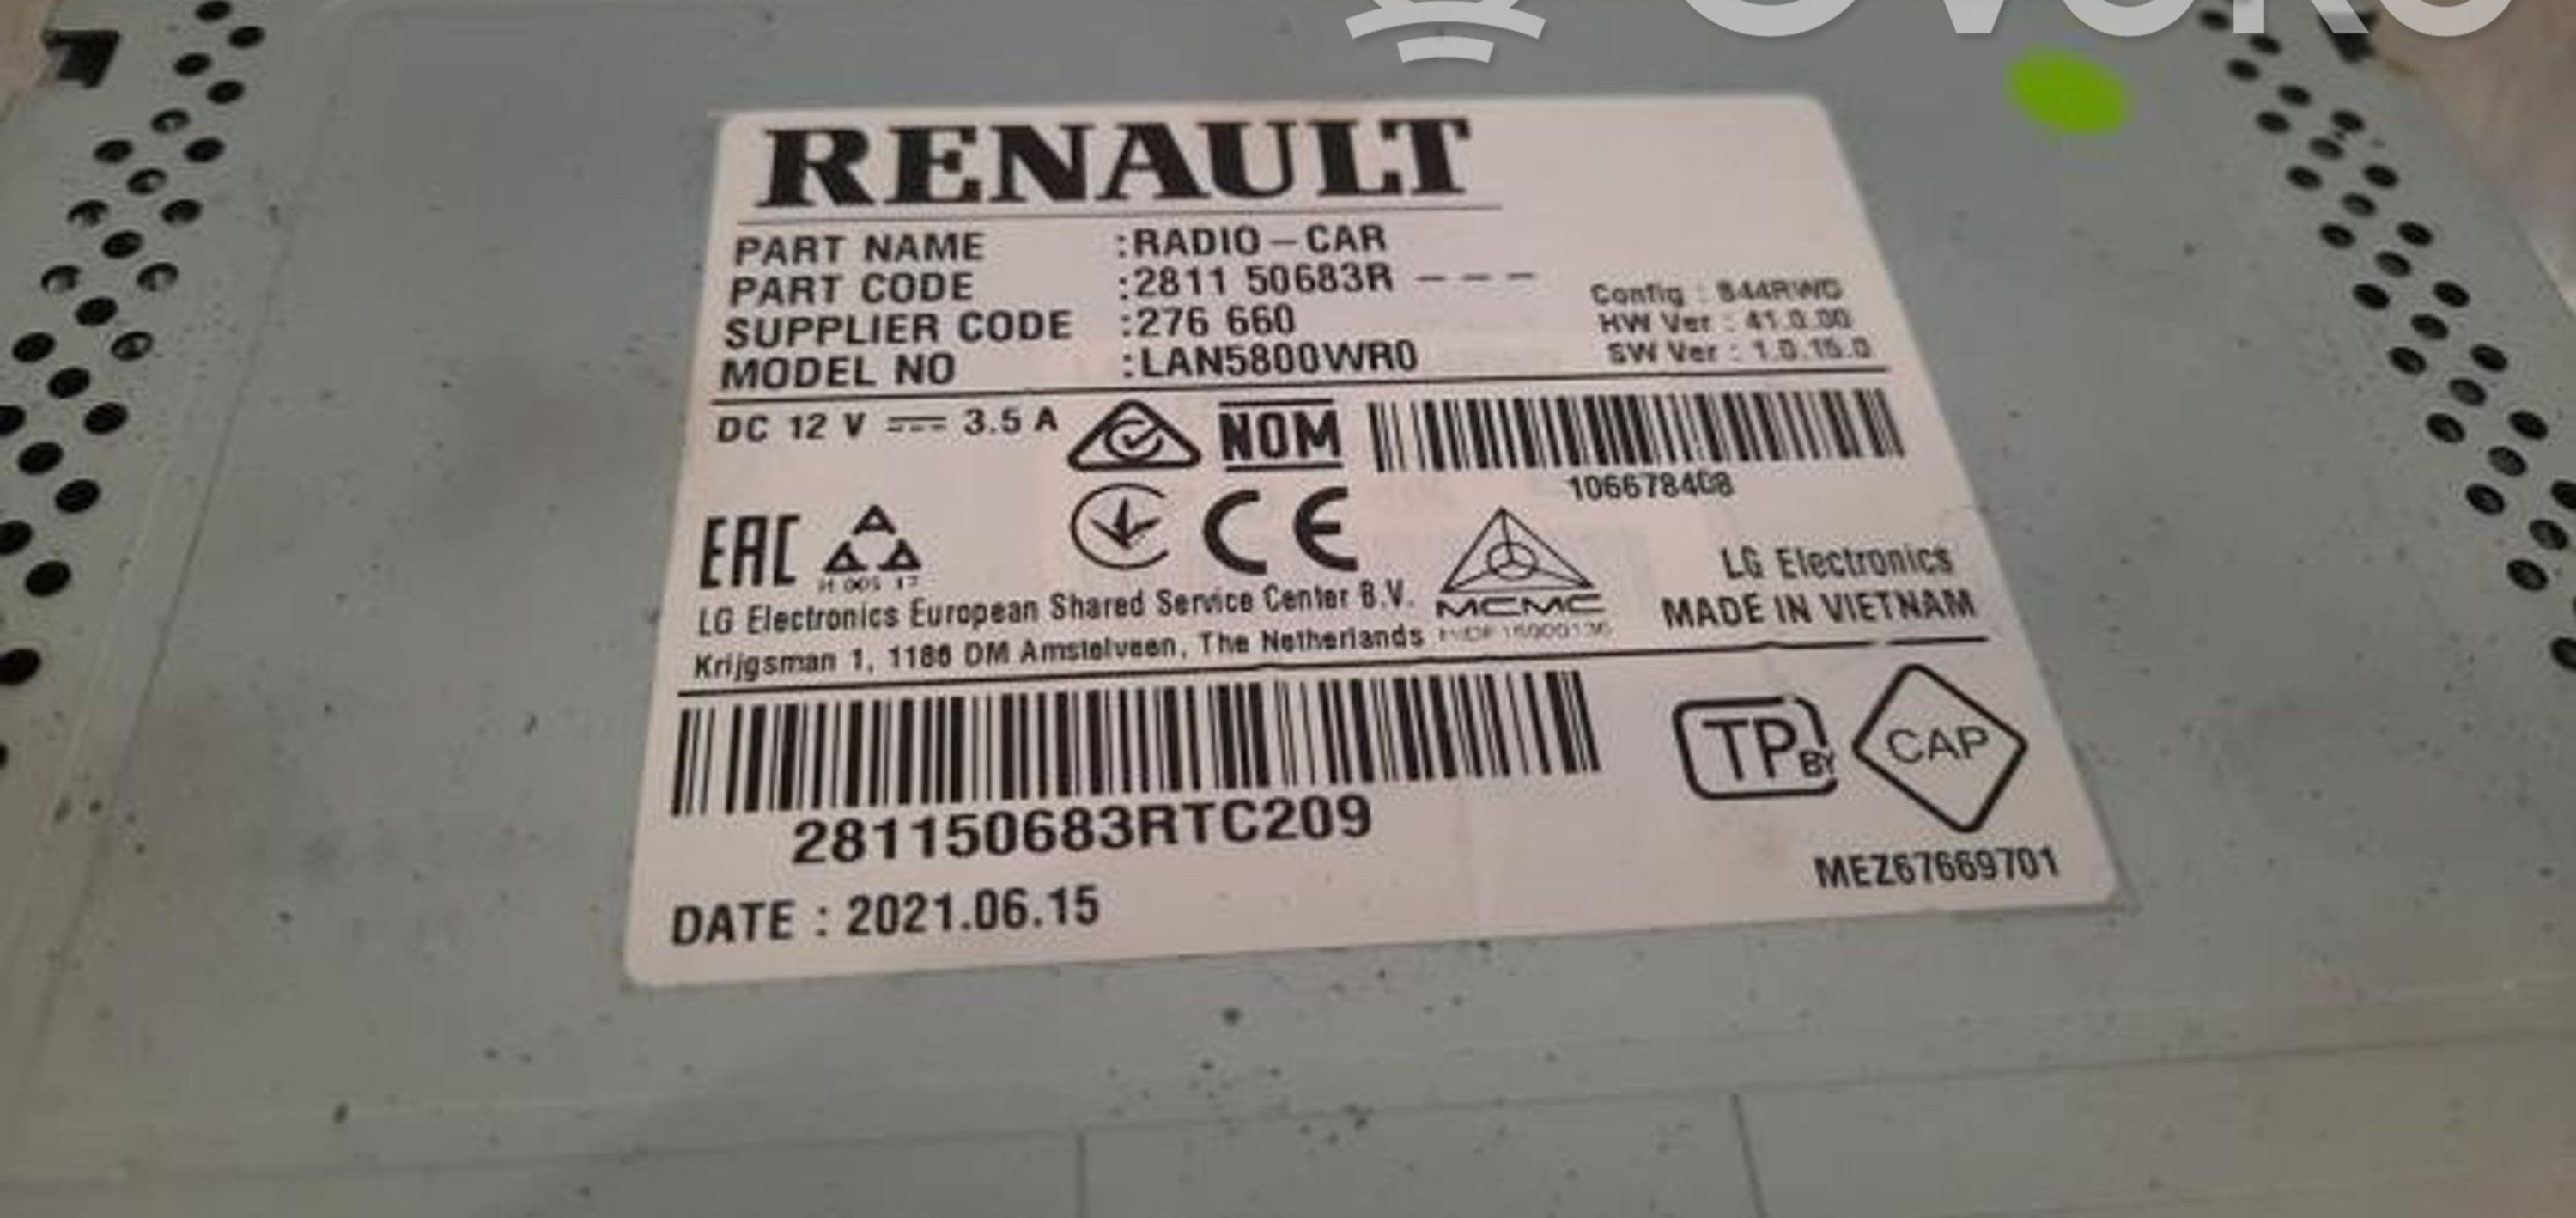 RENAULT
PART NAME :RADIO-CAR
PART CODE :2811 50683R - - -
SUPPLIER CODE :276 660
MODEL NO :LAN5800WR0
Config : 844RWD
HW Ver : 41.0.00
SW Ver : 1.0.15.0
DC 12 V 3.5 A
NOM
106678408
EAC
CE
MCMC
LG Electronics
MADE IN VIETNAM
LG Electronics European Shared Service Center B.V.
Krijgsman 1, 1186 DM Amstelveen, The Netherlands
281150683RTC209
TP BY
CAP
MEZ67669701
DATE : 2021.06.15